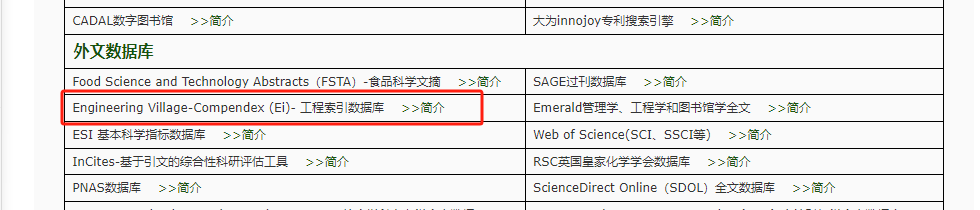 CADAL数字图书馆 >>简介
大为innojoy专利搜索引擎 >>简介
外文数据库
Food Science and Technology Abstracts（FSTA）-食品科学文摘 >>简介
SAGE过刊数据库 >>简介
Engineering Village-Compendex (Ei)- 工程索引数据库 >>简介
Emerald管理学、工程学和图书馆学全文 >>简介
ESI 基本科学指标数据库 >>简介
Web of Science(SCI、SSCI等) >>简介
InCites-基于引文的综合性科研评估工具 >>简介
RSC英国皇家化学学会数据库 >>简介
PNAS数据库 >>简介
ScienceDirect Online（SDOL）全文数据库 >>简介